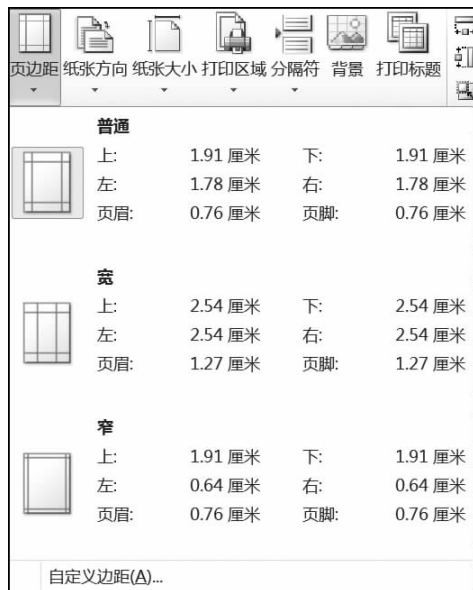 页边距 纸张方向 纸张大小 打印区域 分隔符 背景 打印标题
普通
上: 1.91 厘米 下: 1.91 厘米
左: 1.78 厘米 右: 1.78 厘米
页眉: 0.76 厘米 页脚: 0.76 厘米
宽
上: 2.54 厘米 下: 2.54 厘米
左: 2.54 厘米 右: 2.54 厘米
页眉: 1.27 厘米 页脚: 1.27 厘米
窄
上: 1.91 厘米 下: 1.91 厘米
左: 0.64 厘米 右: 0.64 厘米
页眉: 0.76 厘米 页脚: 0.76 厘米
自定义边距(A)...